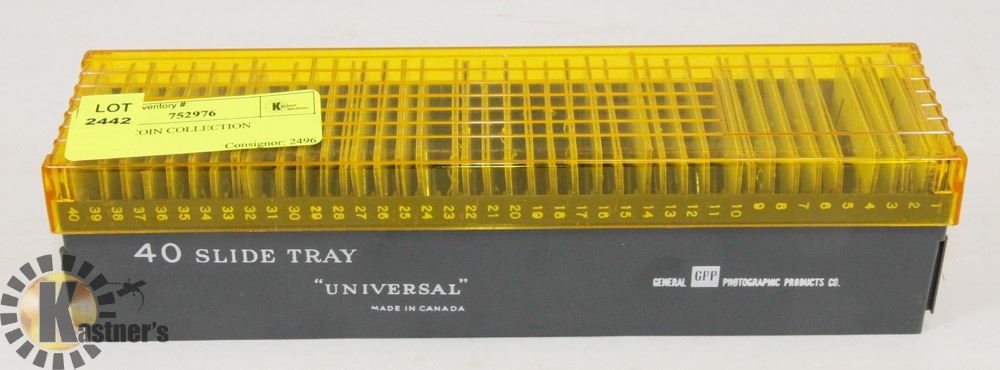 LOT
2442
ventory #
752976
Kastner
COIN COLLECTION
Consignor: 2496
40 39 38 37 36 35 34 33 32 31 30 29 28 27 26 25 24 23 22 21 20 19 18 17 16 15 14 13 12 11 10 9 8 7 6 5 4 3 2 1
40 SLIDE TRAY
"UNIVERSAL"
MADE IN CANADA
GENERAL GPP PHOTOGRAPHIC PRODUCTS CO.
Kastner's